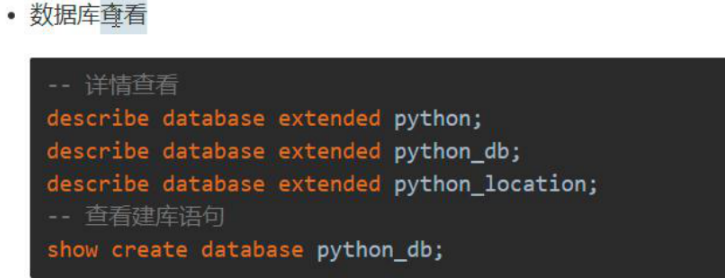 • 数据库查看
-- 详情查看
describe database extended python;
describe database extended python_db;
describe database extended python_location;
-- 查看建库语句
show create database python_db;